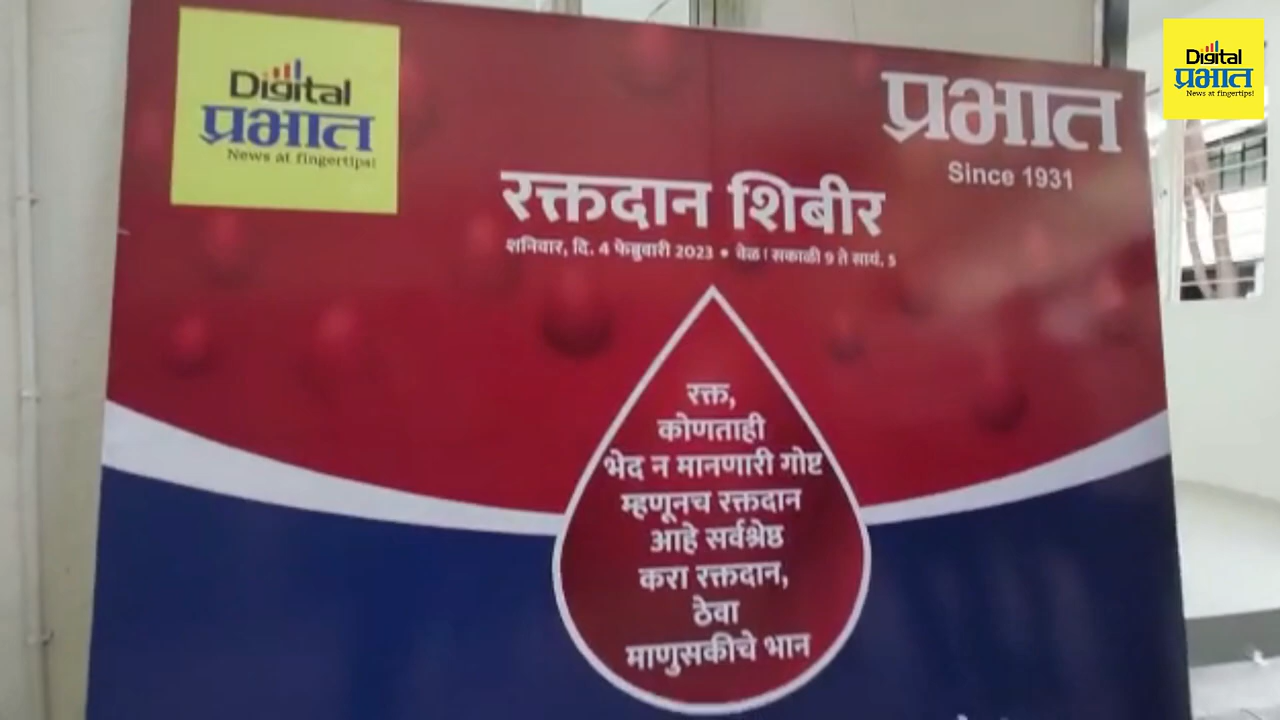 Digital
प्रभात
News at fingertips!
प्रभात
Since 1931
Digital
प्रभात
News at fingertips!
रक्तदान शिबीर
शनिवार, दि. 4 फेब्रुवारी 2023 • वेळ : सकाळी 9 ते सायं. 5
रक्त,
कोणताही
भेद न मानणारी गोष्ट
म्हणूनच रक्तदान
आहे सर्वश्रेष्ठ
करा रक्तदान,
ठेवा
माणुसकीचे भान